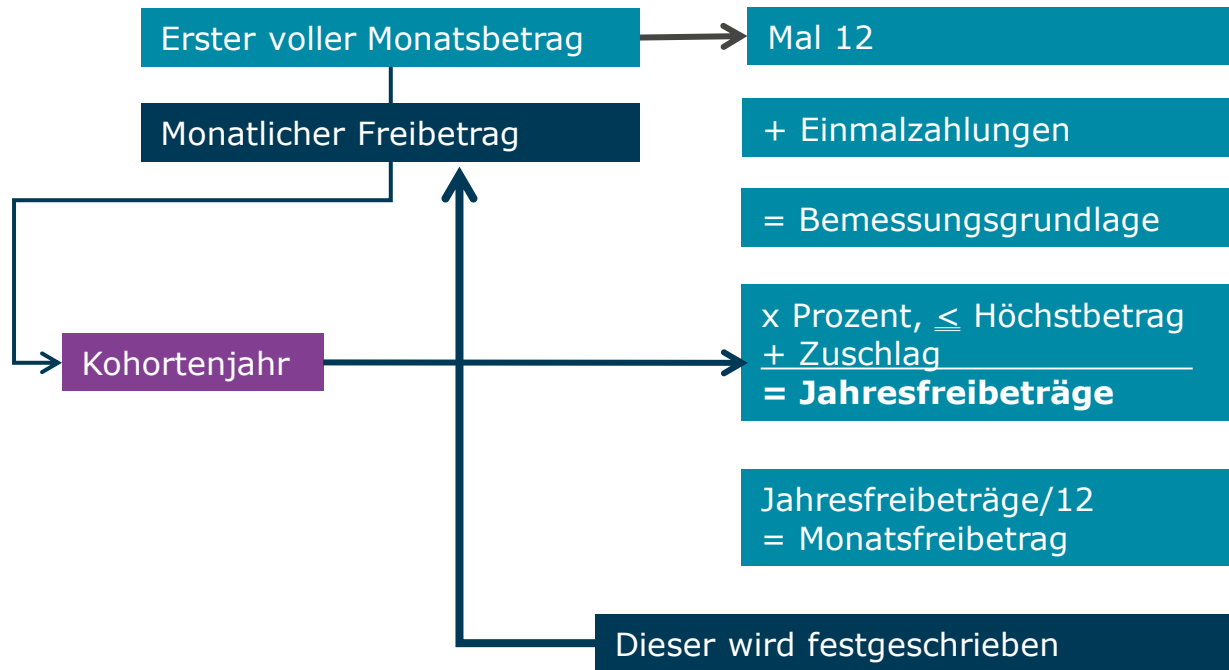 Erster voller Monatsbetrag
Mal 12
Monatlicher Freibetrag
+ Einmalzahlungen
= Bemessungsgrundlage
Kohortenjahr
x Prozent, ≤ Höchstbetrag
+ Zuschlag
= Jahresfreibeträge
Jahresfreibeträge/12
= Monatsfreibetrag
Dieser wird festgeschrieben